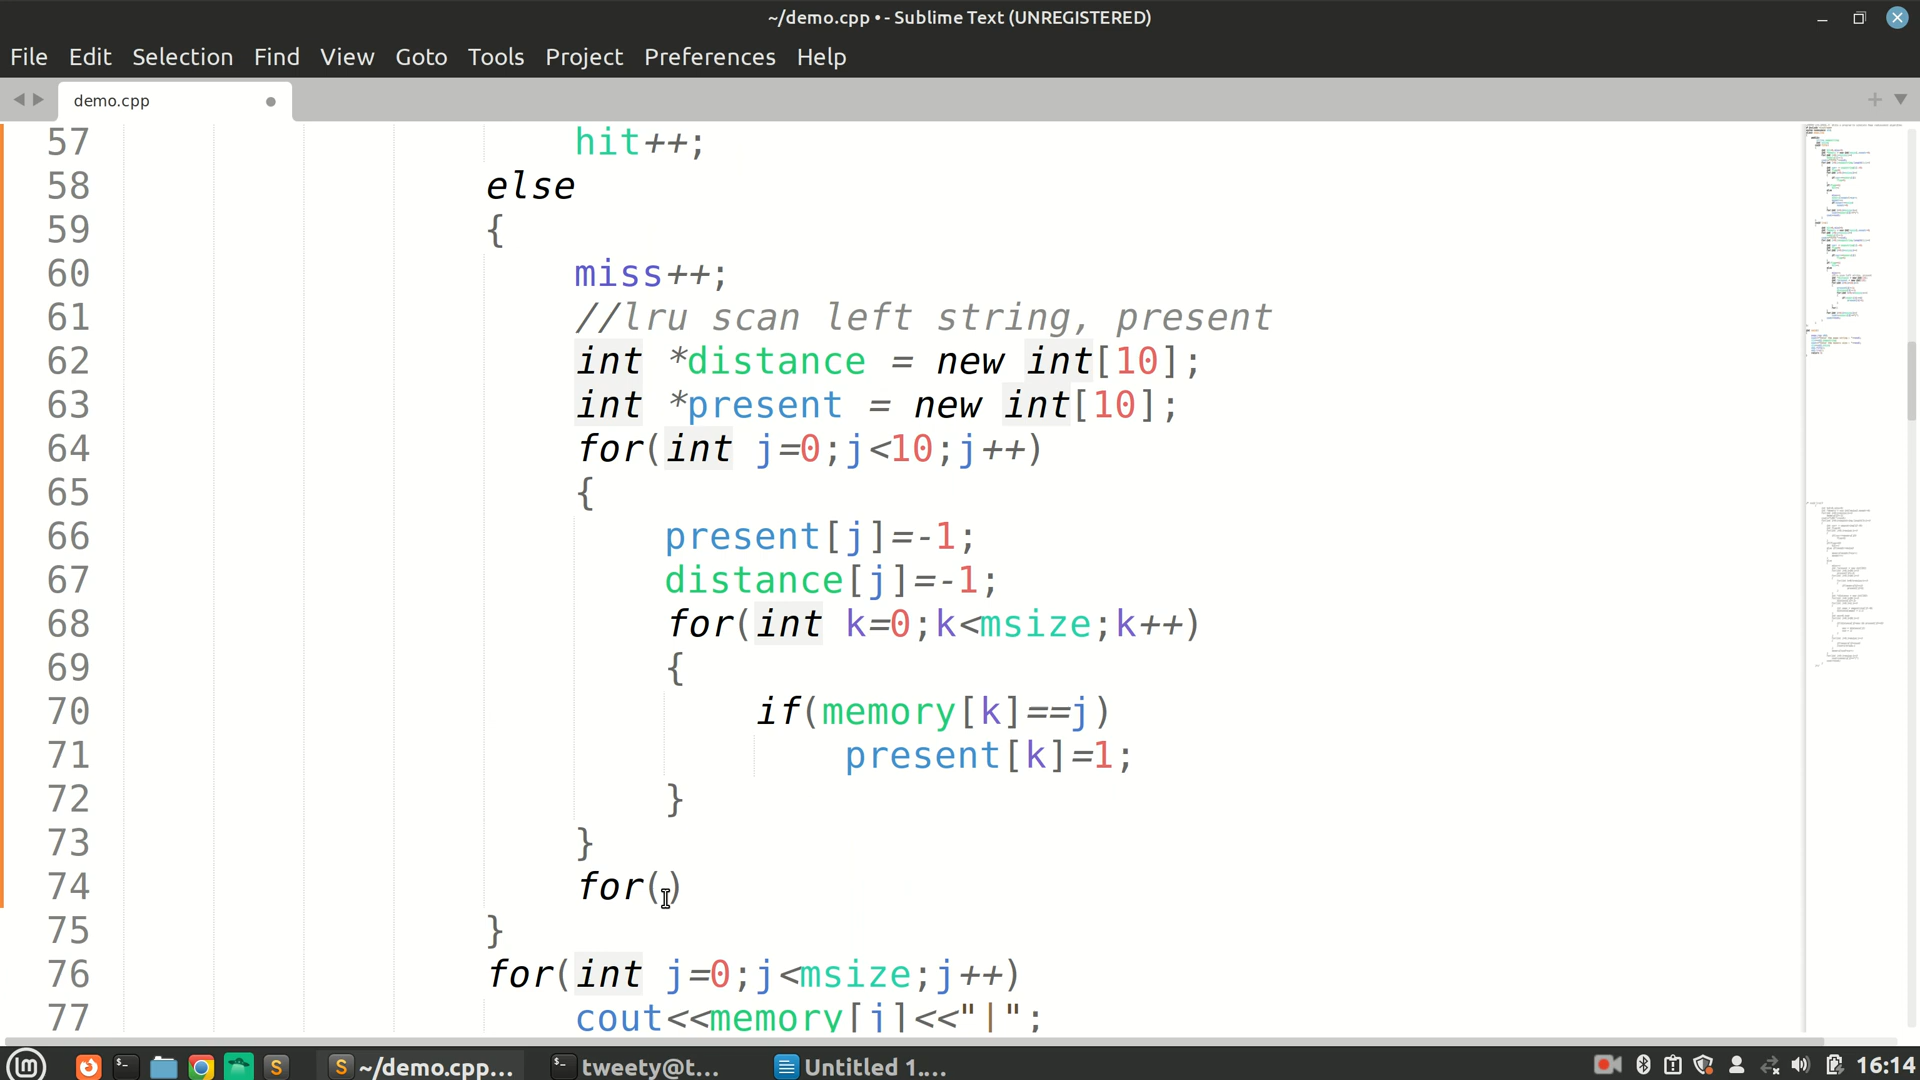 ~/demo.cpp • - Sublime Text (UNREGISTERED)
File Edit Selection Find View Goto Tools Project Preferences Help
demo.cpp
57 hit++;
58 else
59 {
60 miss++;
61 //lru scan left string, present
62 int *distance = new int[10];
63 int *present = new int[10];
64 for(int j=0;j<10;j++)
65 {
66 present[j]=-1;
67 distance[j]=-1;
68 for(int k=0;k<msize;k++)
69 {
70 if(memory[k]==j)
71 present[k]=1;
72 }
73 }
74 for()
75 }
76 for(int j=0;j<msize;j++)
77 cout<<memory[j]<<"|";
~/demo.cpp... tweety@t... Untitled 1.... 16:14